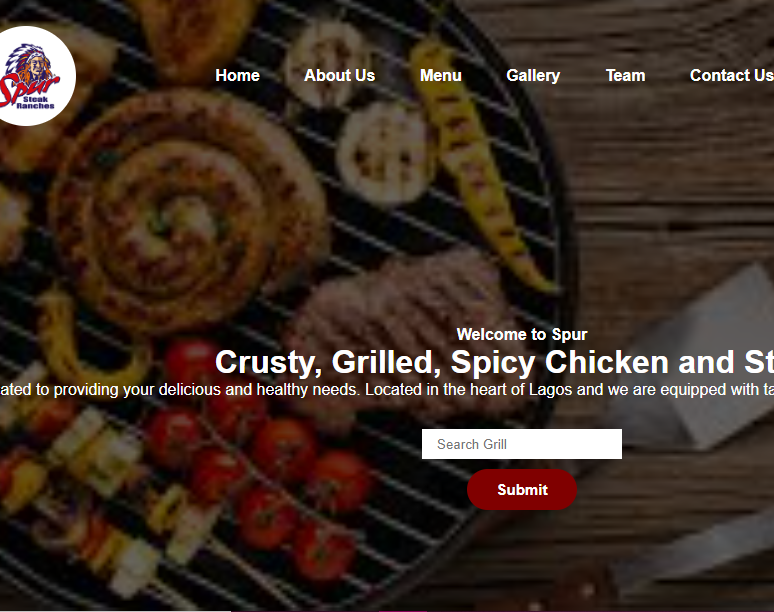 Spur
Steak
Ranches
Home About Us Menu Gallery Team Contact Us
Welcome to Spur
Crusty, Grilled, Spicy Chicken and St
ated to providing your delicious and healthy needs. Located in the heart of Lagos and we are equipped with ta
Search Grill
Submit